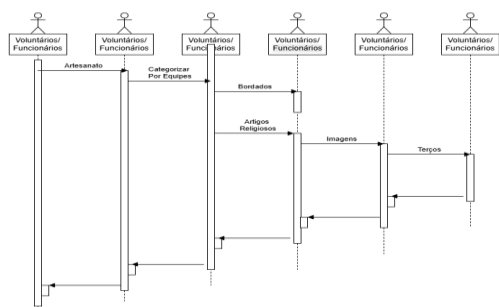 Voluntários/
Funcionários
Voluntários/
Funcionários
Voluntários/
Funcionários
Voluntários/
Funcionários
Voluntários/
Funcionários
Voluntários/
Funcionários
Artesanato
Categorizar
Por Equipes
Bordados
Artigos
Religiosos
Imagens
Terços